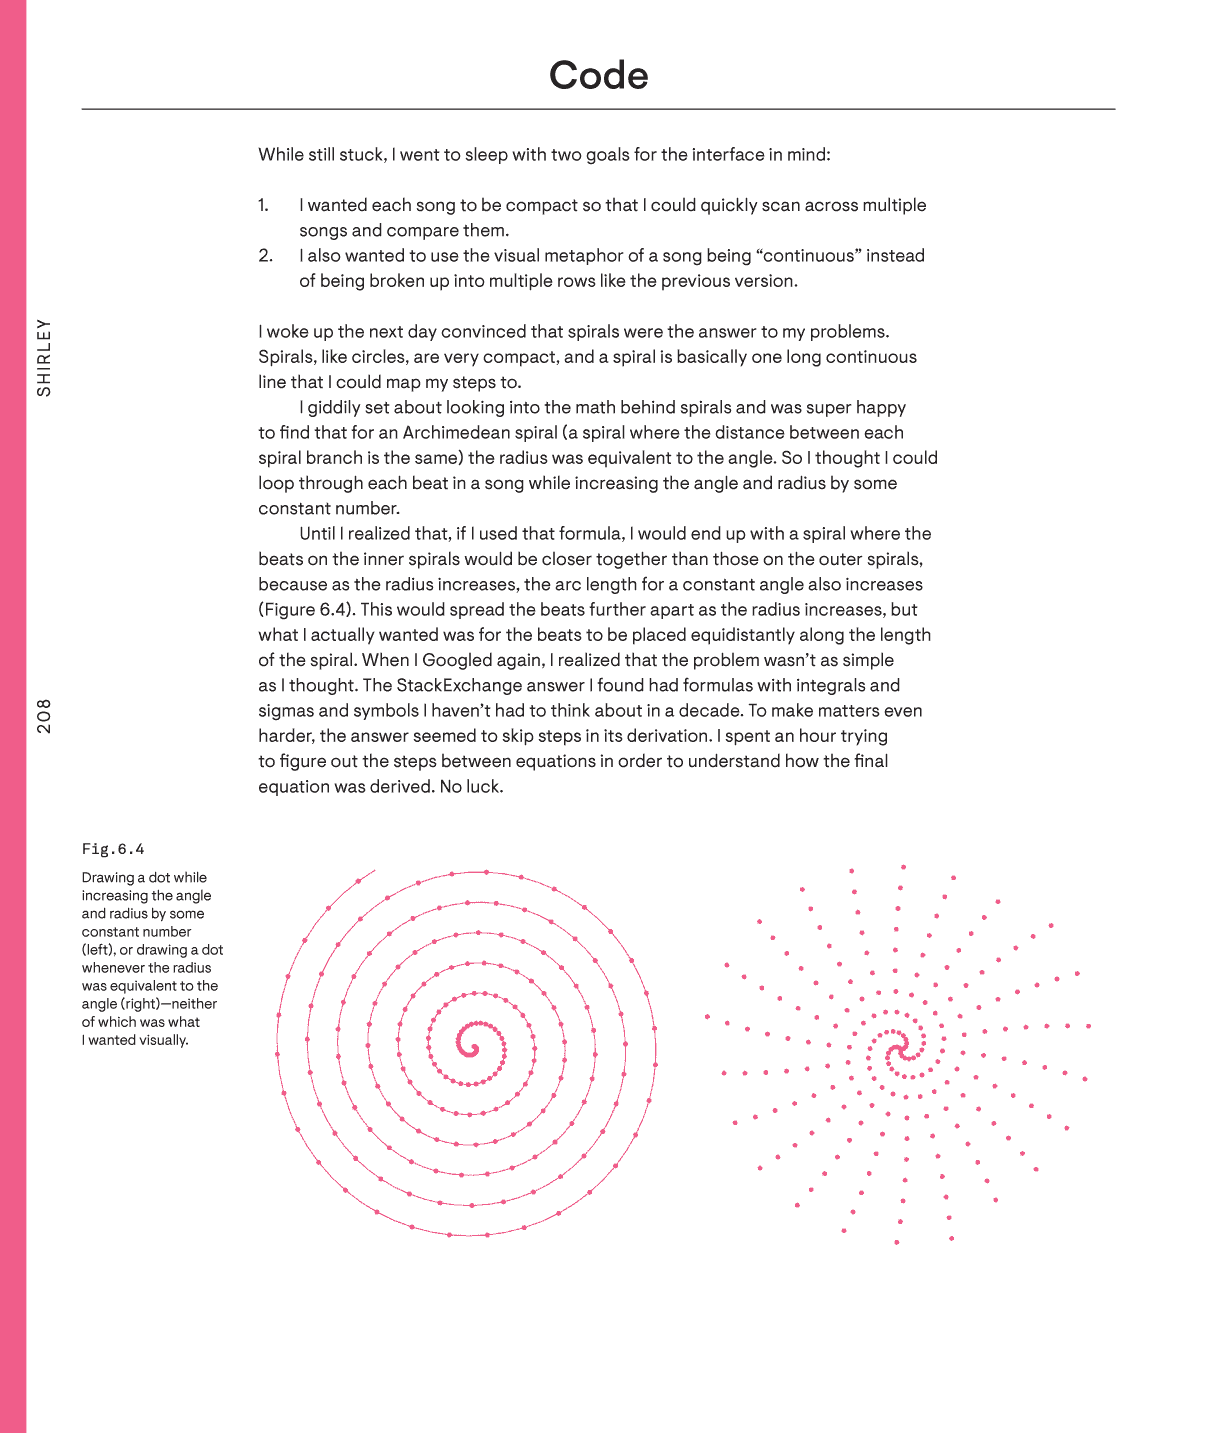 Code
While still stuck, I went to sleep with two goals for the interface in mind:
1. I wanted each song to be compact so that I could quickly scan across multiple
songs and compare them.
2. I also wanted to use the visual metaphor of a song being “continuous” instead
of being broken up into multiple rows like the previous version.
I woke up the next day convinced that spirals were the answer to my problems.
Spirals, like circles, are very compact, and a spiral is basically one long continuous
line that I could map my steps to.
I giddily set about looking into the math behind spirals and was super happy
to find that for an Archimedean spiral (a spiral where the distance between each
spiral branch is the same) the radius was equivalent to the angle. So I thought I could
loop through each beat in a song while increasing the angle and radius by some
constant number.
Until I realized that, if I used that formula, I would end up with a spiral where the
beats on the inner spirals would be closer together than those on the outer spirals,
because as the radius increases, the arc length for a constant angle also increases
(Figure 6.4). This would spread the beats further apart as the radius increases, but
what I actually wanted was for the beats to be placed equidistantly along the length
of the spiral. When I Googled again, I realized that the problem wasn’t as simple
as I thought. The StackExchange answer I found had formulas with integrals and
sigmas and symbols I haven’t had to think about in a decade. To make matters even
harder, the answer seemed to skip steps in its derivation. I spent an hour trying
to figure out the steps between equations in order to understand how the final
equation was derived. No luck.
SHIRLEY
208
Fig.6.4
Drawing a dot while
increasing the angle
and radius by some
constant number
(left), or drawing a dot
whenever the radius
was equivalent to the
angle (right)—neither
of which was what
I wanted visually.